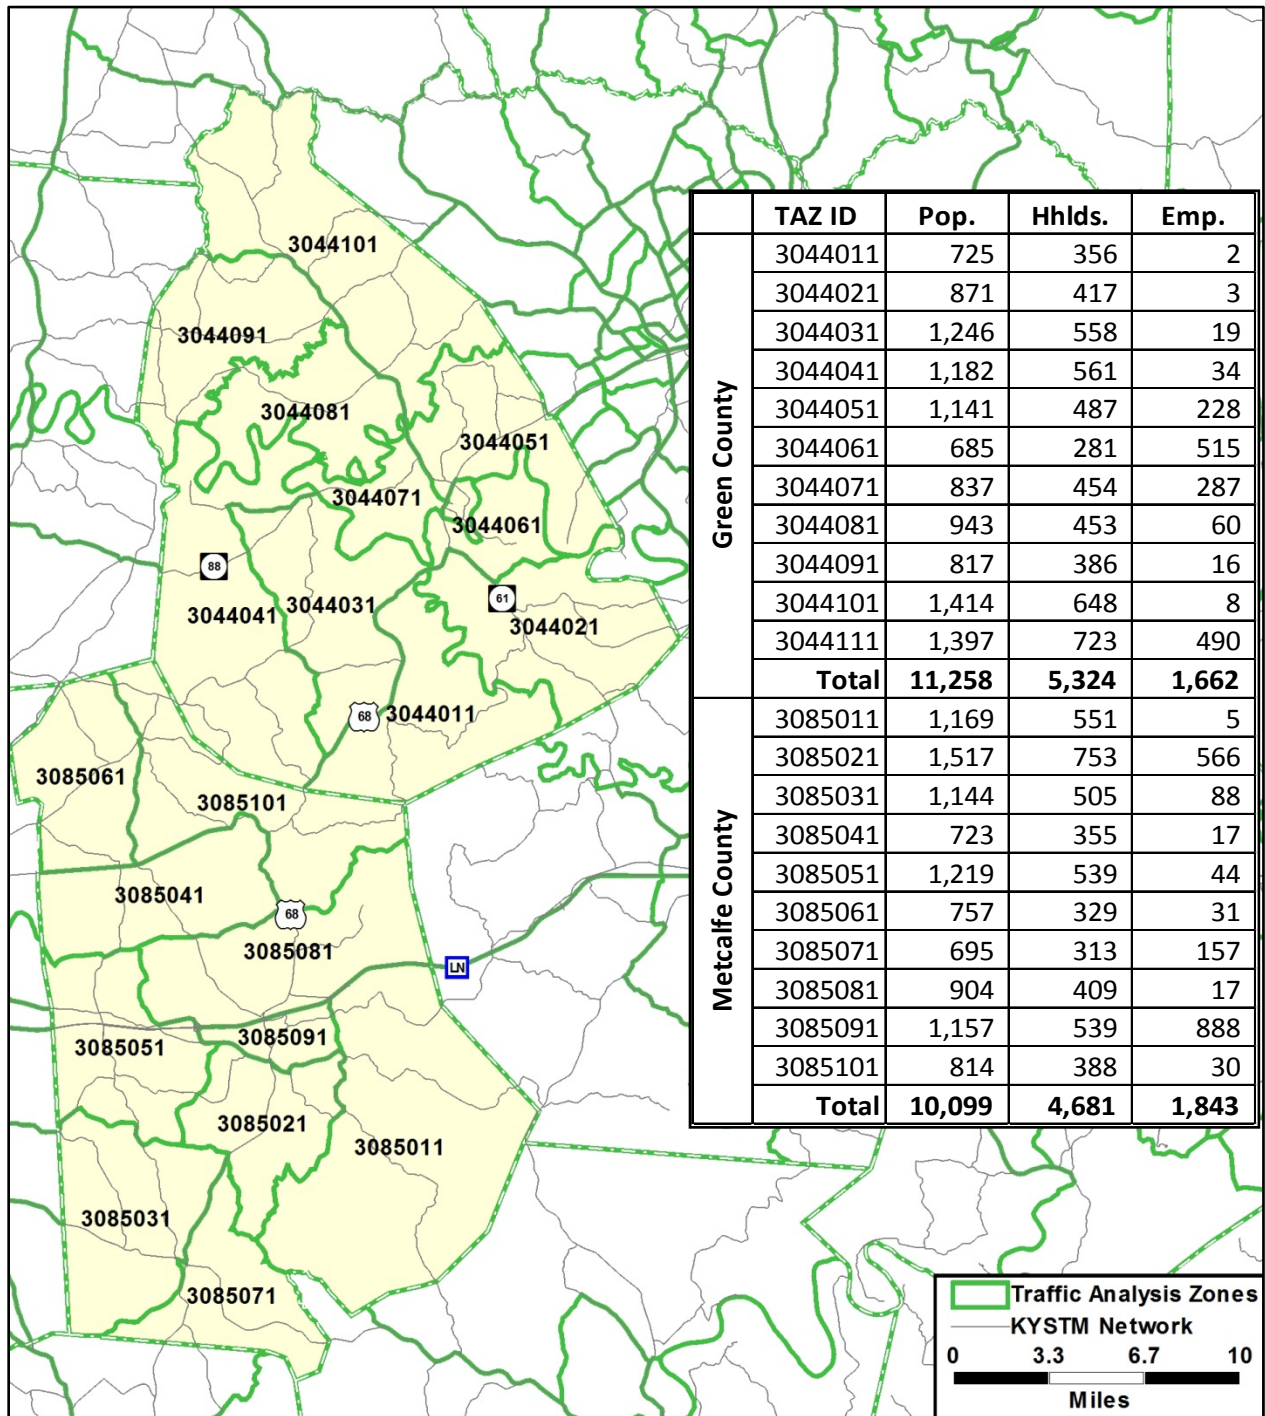 3044101
3044091
3044081
3044051
3044071
3044061
88
3044041
3044031
61
3044021
68
3044011
3085061
3085101
3085041
68
3085081
LN
3085091
3085051
3085021
3085011
3085031
3085071
TAZ ID Pop. Hhlds. Emp.
Green County
3044011 725 356 2
3044021 871 417 3
3044031 1,246 558 19
3044041 1,182 561 34
3044051 1,141 487 228
3044061 685 281 515
3044071 837 454 287
3044081 943 453 60
3044091 817 386 16
3044101 1,414 648 8
3044111 1,397 723 490
Total 11,258 5,324 1,662
Metcalfe County
3085011 1,169 551 5
3085021 1,517 753 566
3085031 1,144 505 88
3085041 723 355 17
3085051 1,219 539 44
3085061 757 329 31
3085071 695 313 157
3085081 904 409 17
3085091 1,157 539 888
3085101 814 388 30
Total 10,099 4,681 1,843
Traffic Analysis Zones
KYSTM Network
0 3.3 6.7 10
Miles